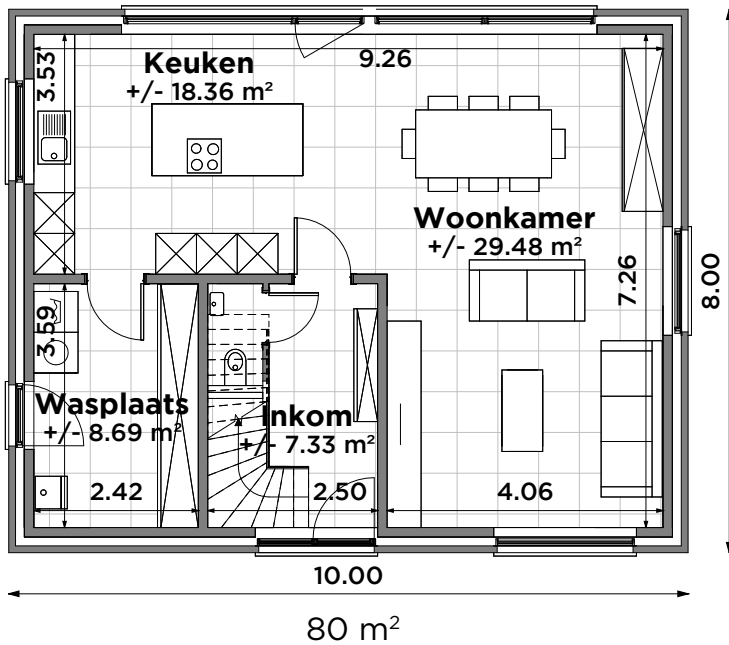 Keuken
+/- 18.36 m²
9.26
3.53
Woonkamer
+/- 29.48 m²
7.26
8.00
3.59
Wasplaats
+/- 8.69 m²
Inkom
+/- 7.33 m²
2.42
2.50
4.06
10.00
80 m²